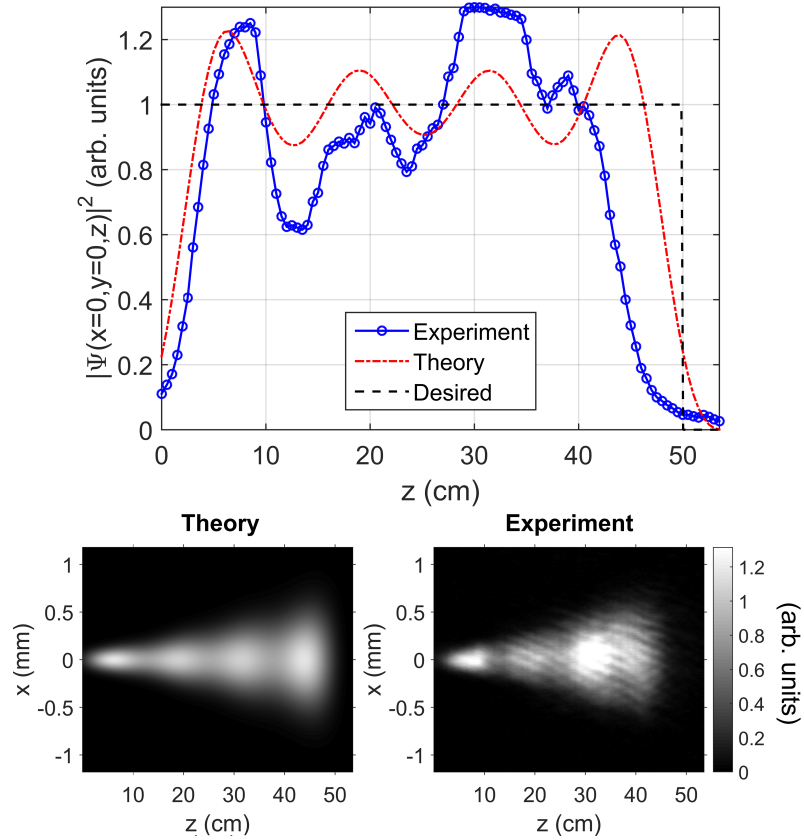 |Ψ(x=0,y=0,z)|² (arb. units)
1.2
1
0.8
0.6
0.4
0.2
0
Experiment
Theory
Desired
0 10 20 30 40 50
z (cm)
Theory
Experiment
x (mm)
1
0.5
0
-0.5
-1
10 20 30 40 50
z (cm)
x (mm)
1
0.5
0
-0.5
-1
10 20 30 40 50
z (cm)
1.2
1
0.8
0.6
0.4
0.2
0
(arb. units)